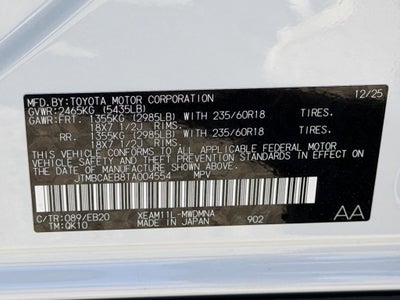 MFD.BY:TOYOTA MOTOR CORPORATION 12/25
GVWR:2465KG (5435LB)
GAWR:FRT. 1355KG (2985LB) WITH 235/60R18 TIRES.
18X7 1/2J RIMS.
RR. 1355KG (2985LB) WITH 235/60R18 TIRES.
18X7 1/2J RIMS.
THIS VEHICLE CONFORMS TO ALL APPLICABLE FEDERAL MOTOR
VEHICLE SAFETY, BUMPER, AND THEFT PREVENTION STANDARDS IN EFFECT ON
THE DATE OF MANUFACTURE SHOWN ABOVE.
JTMBCAEB8TA004554 MPV
C/TR:089/EB20 XEAM11L-MWDMNA AA
TM:QK10 MADE IN JAPAN 902